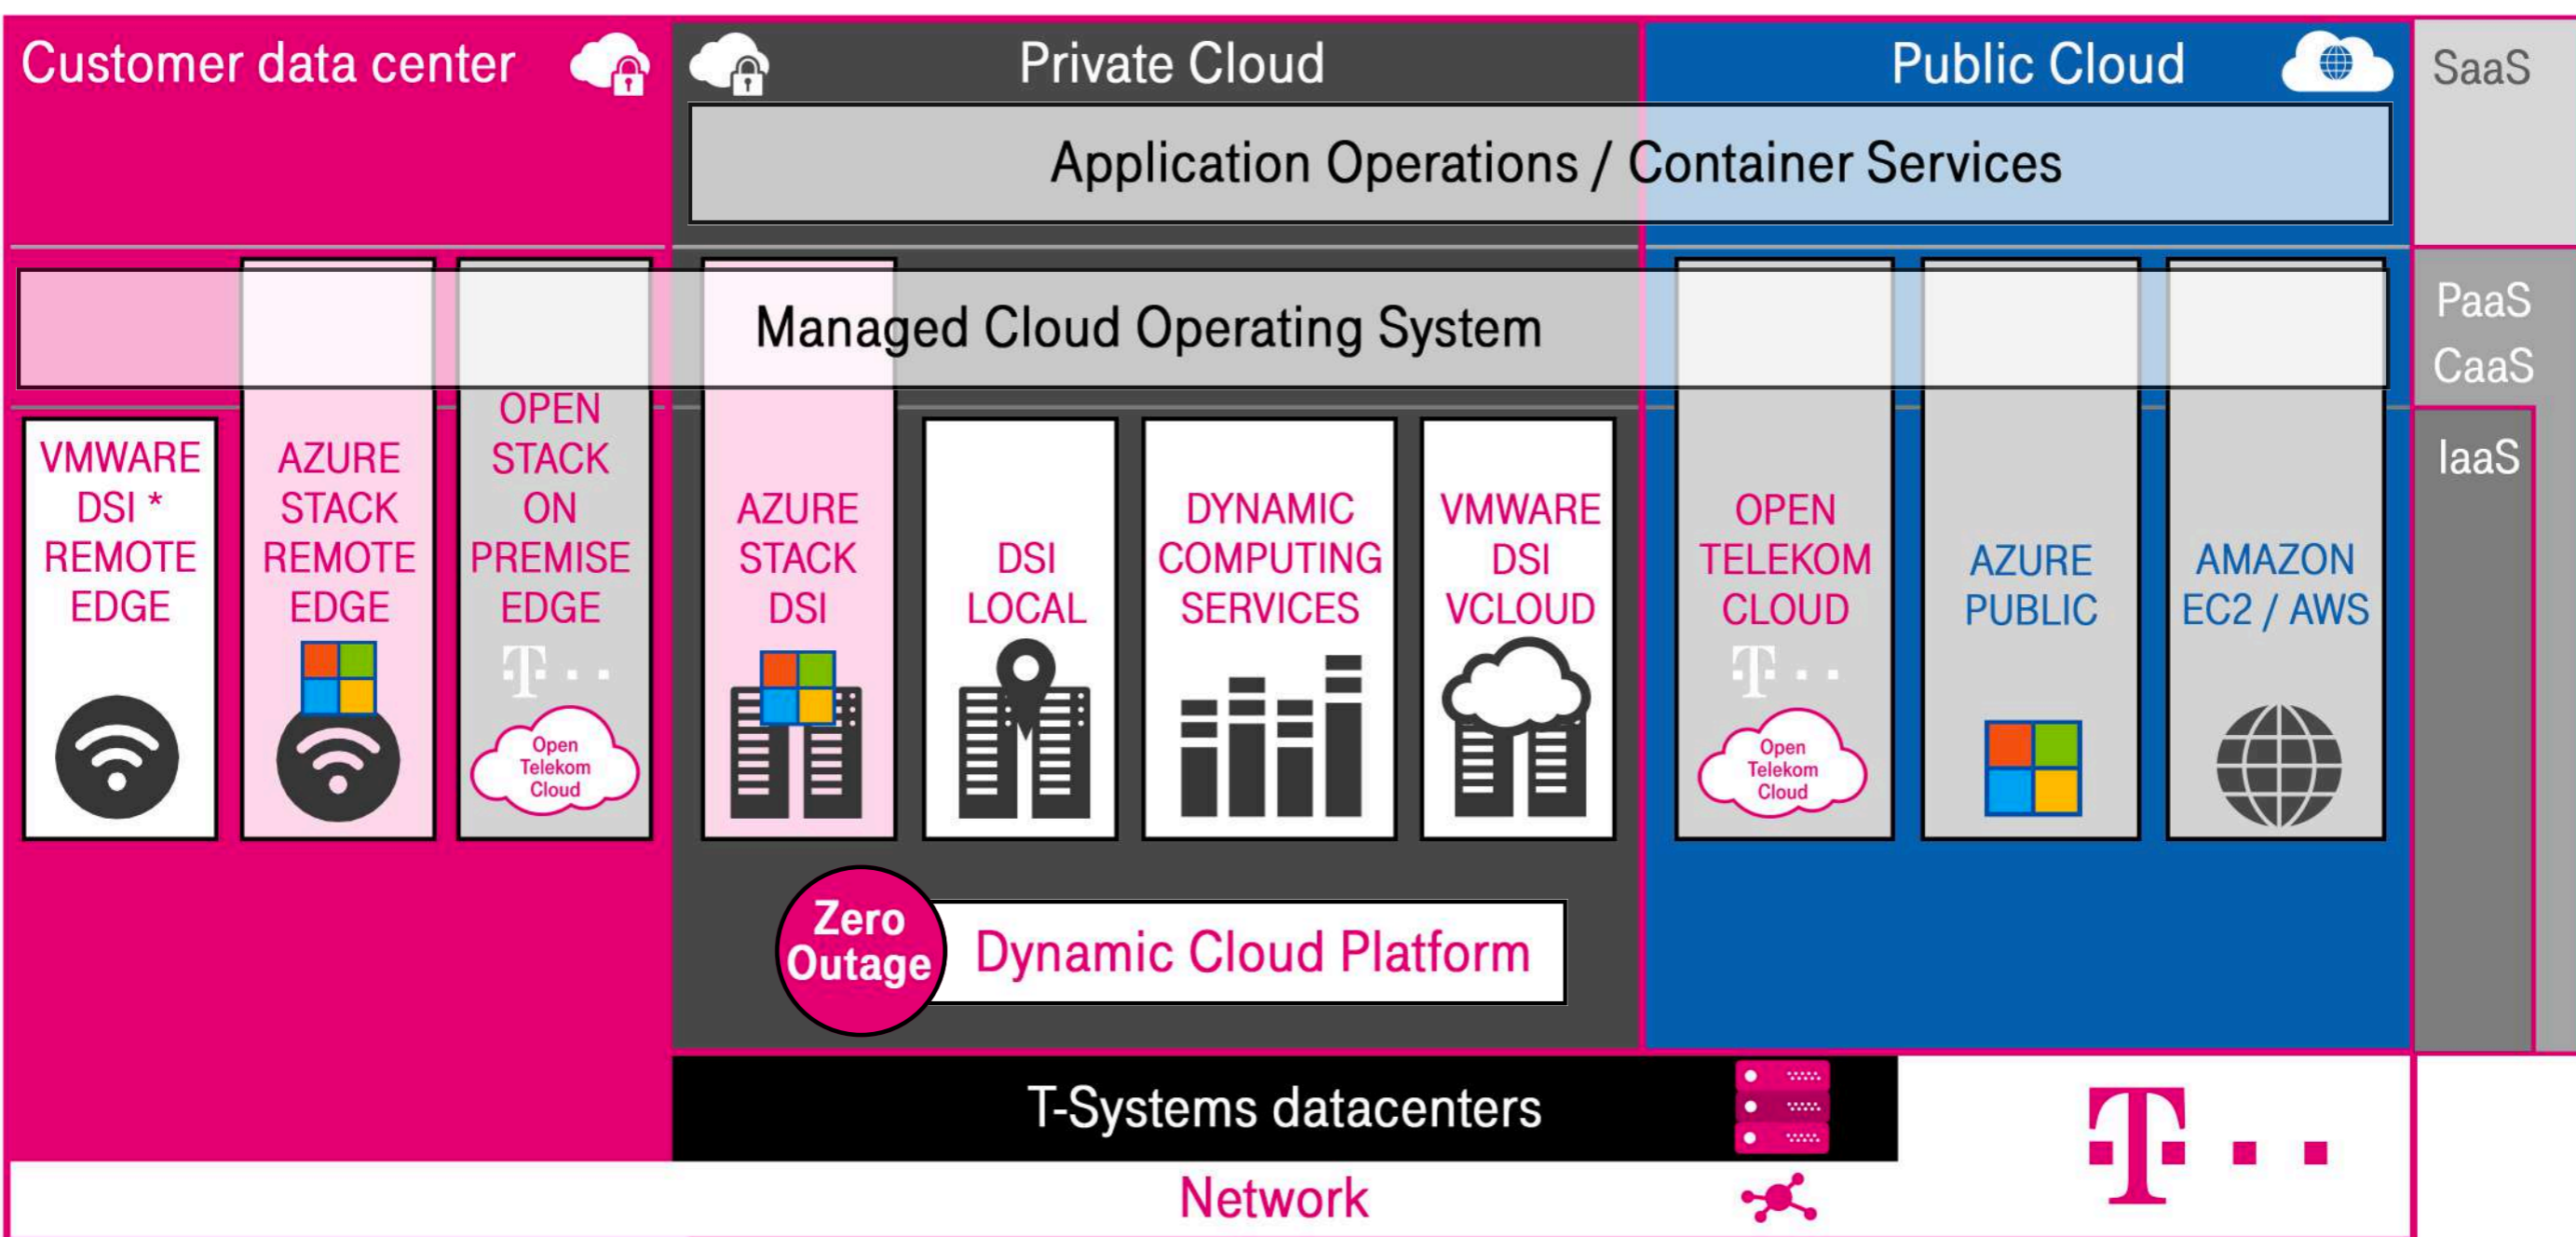 Customer data center
Private Cloud
Public Cloud
SaaS
Application Operations / Container Services
Managed Cloud Operating System
PaaS
CaaS
IaaS
VMWARE
DSI *
REMOTE
EDGE
AZURE
STACK
REMOTE
EDGE
OPEN
STACK
ON
PREMISE
EDGE
T
Open
Telekom
Cloud
AZURE
STACK
DSI
DSI
LOCAL
DYNAMIC
COMPUTING
SERVICES
VMWARE
DSI
VCLOUD
OPEN
TELEKOM
CLOUD
T
Open
Telekom
Cloud
AZURE
PUBLIC
AMAZON
EC2 / AWS
Zero
Outage
Dynamic Cloud Platform
T-Systems datacenters
T
Network